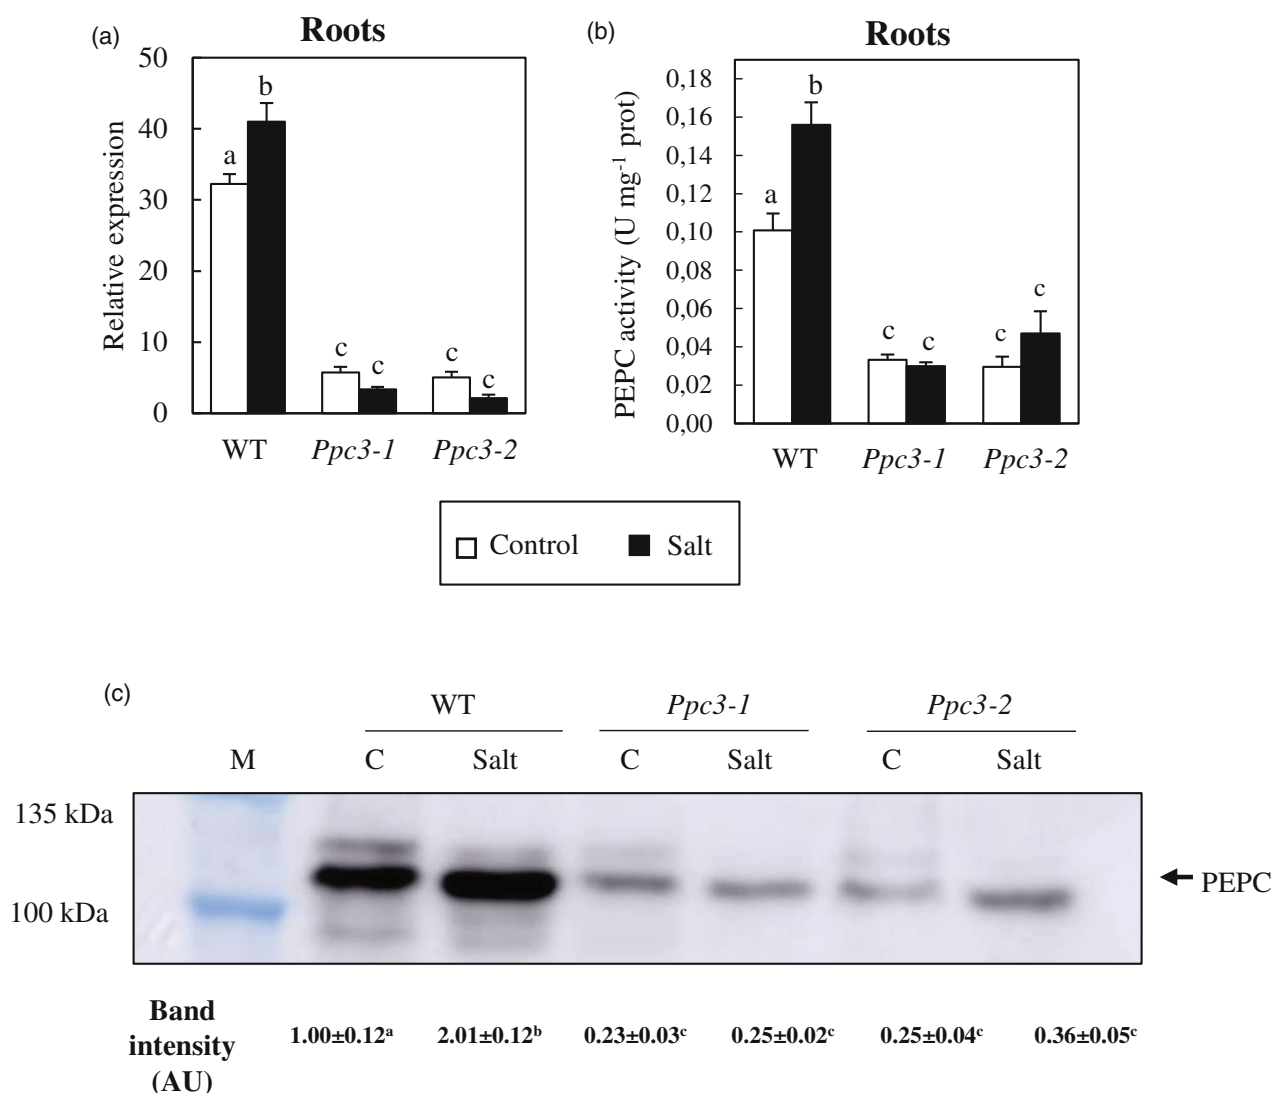 (a)
Roots
50
40
30
20
10
0
Relative expression
a
b
c
c
c
c
WT
Ppc3-1
Ppc3-2
(b)
Roots
0,18
0,16
0,14
0,12
0,10
0,08
0,06
0,04
0,02
0,00
PEPC activity (U mg-1 prot)
a
b
c
c
c
c
WT
Ppc3-1
Ppc3-2
Control
Salt
(c)
WT
Ppc3-1
Ppc3-2
M
C
Salt
C
Salt
C
Salt
135 kDa
100 kDa
PEPC
Band
intensity
(AU)
1.00±0.12a
2.01±0.12b
0.23±0.03c
0.25±0.02c
0.25±0.04c
0.36±0.05c